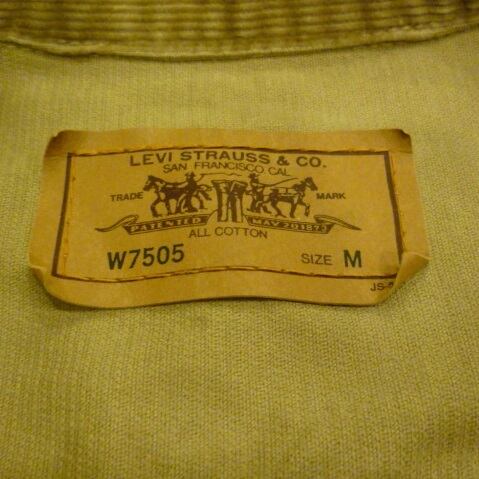 LEVI STRAUSS & CO.
SAN FRANCISCO CAL
TRADE MARK
PATENTED MAY 20 1873
ALL COTTON
W7505 SIZE M